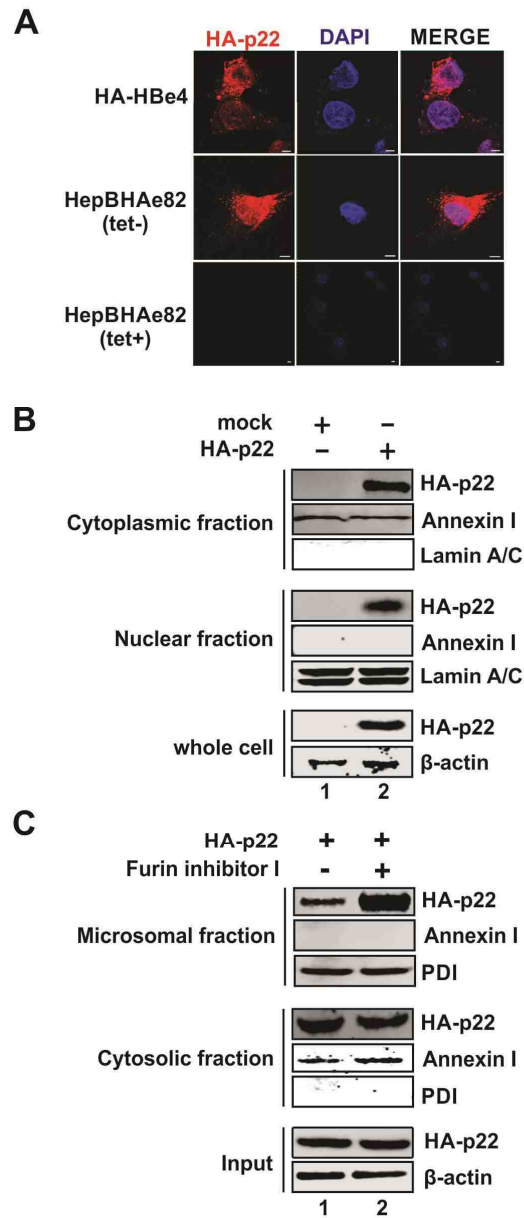 A
HA-p22 DAPI MERGE
HA-HBe4
HepBHAe82
(tet-)
HepBHAe82
(tet+)
B
mock + -
HA-p22 - +
Cytoplasmic fraction
HA-p22
Annexin I
Lamin A/C
Nuclear fraction
HA-p22
Annexin I
Lamin A/C
whole cell
HA-p22
β-actin
1 2
C
HA-p22 + +
Furin inhibitor I - +
Microsomal fraction
HA-p22
Annexin I
PDI
Cytosolic fraction
HA-p22
Annexin I
PDI
Input
HA-p22
β-actin
1 2